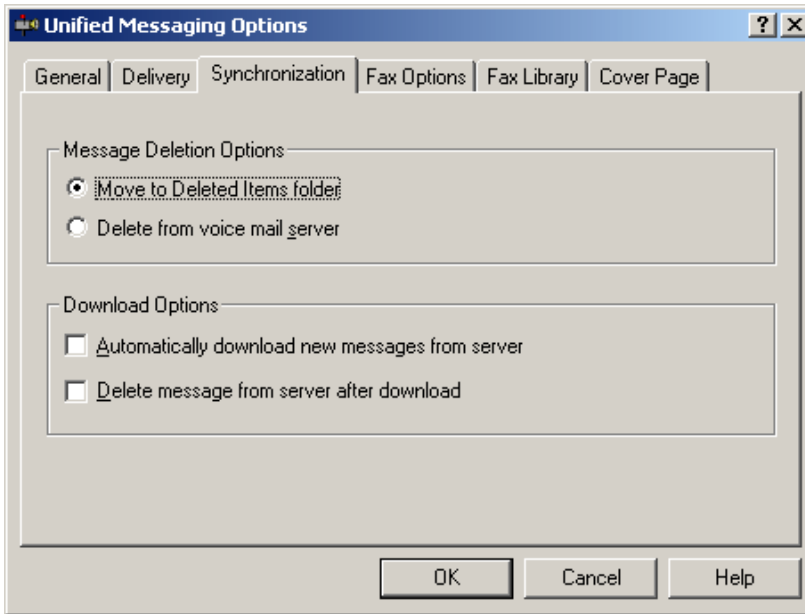 Unified Messaging Options
General Delivery Synchronization Fax Options Fax Library Cover Page
Message Deletion Options
Move to Deleted Items folder
Delete from voice mail server
Download Options
Automatically download new messages from server
Delete message from server after download
OK Cancel Help